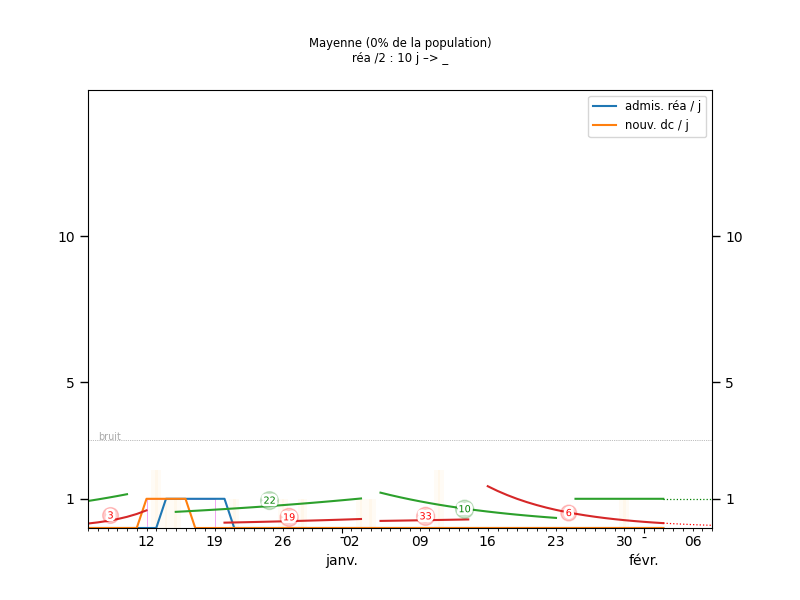 Mayenne (0% de la population)
réa /2 : 10 j –> _
admis. réa / j
nouv. dc / j
10 10
5 5
bruit
1 1
3 22 19 33 10 6
12 19 26 02 09 16 23 30 06
janv. févr.